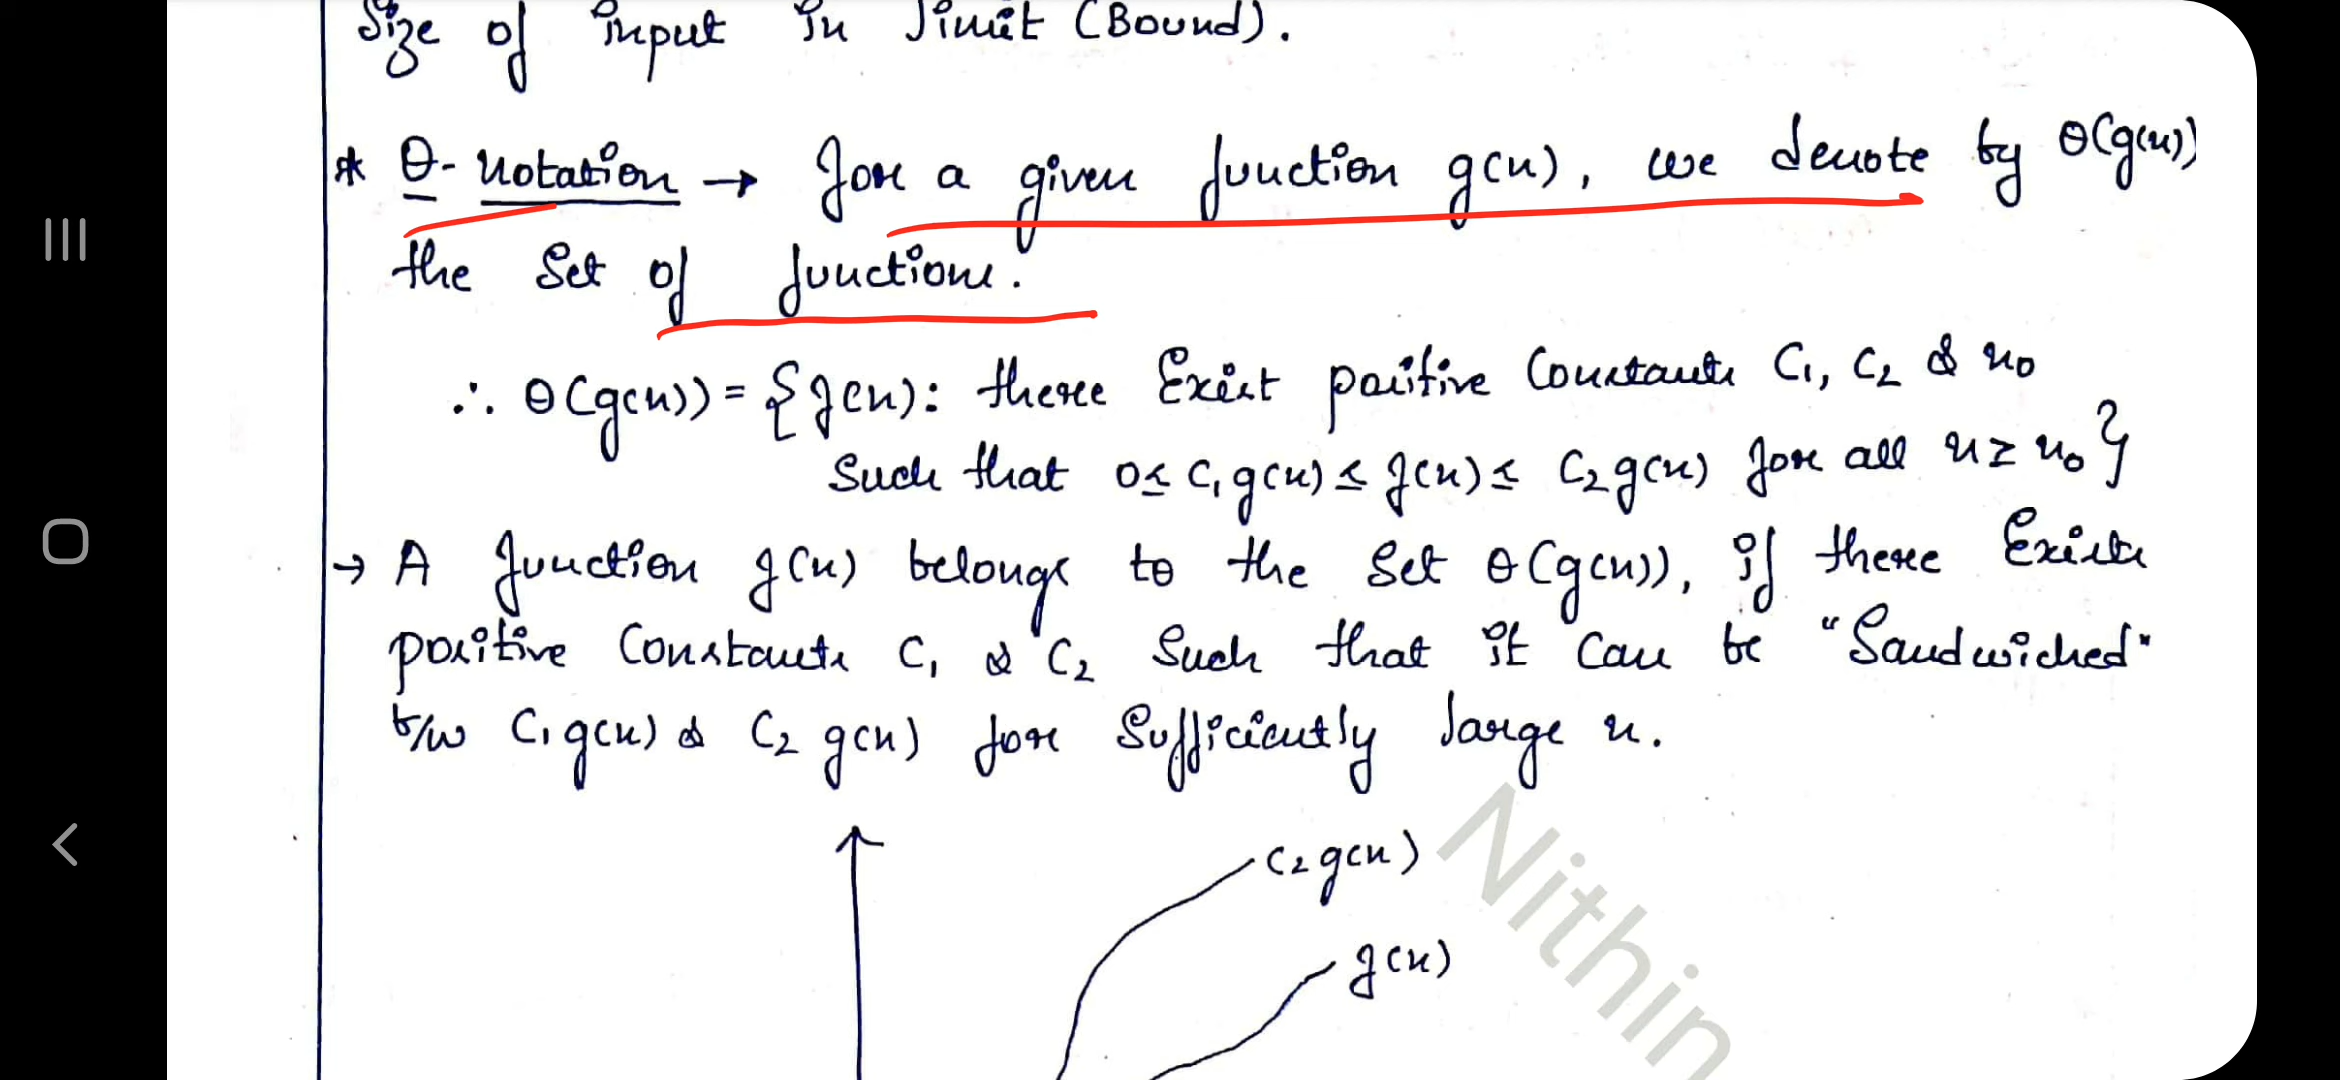 Size of input in limit (Bound).
* θ- notation → For a given function g(n), we denote by θ(g(n))
the set of functions.
∴ θ(g(n)) = { f(n): there Exist positive Constants C₁, C₂ & n₀
Such that 0≤ C₁g(n) ≤ f(n) ≤ C₂g(n) for all n ≥ n₀}
→ A function f(n) belongs to the set θ(g(n)), if there Exists
positive Constants C₁ & C₂ Such that it can be "Sandwiched"
b/w C₁g(n) & C₂ g(n) for Sufficiently large n.
C₂g(n)
f(n)
Nithin